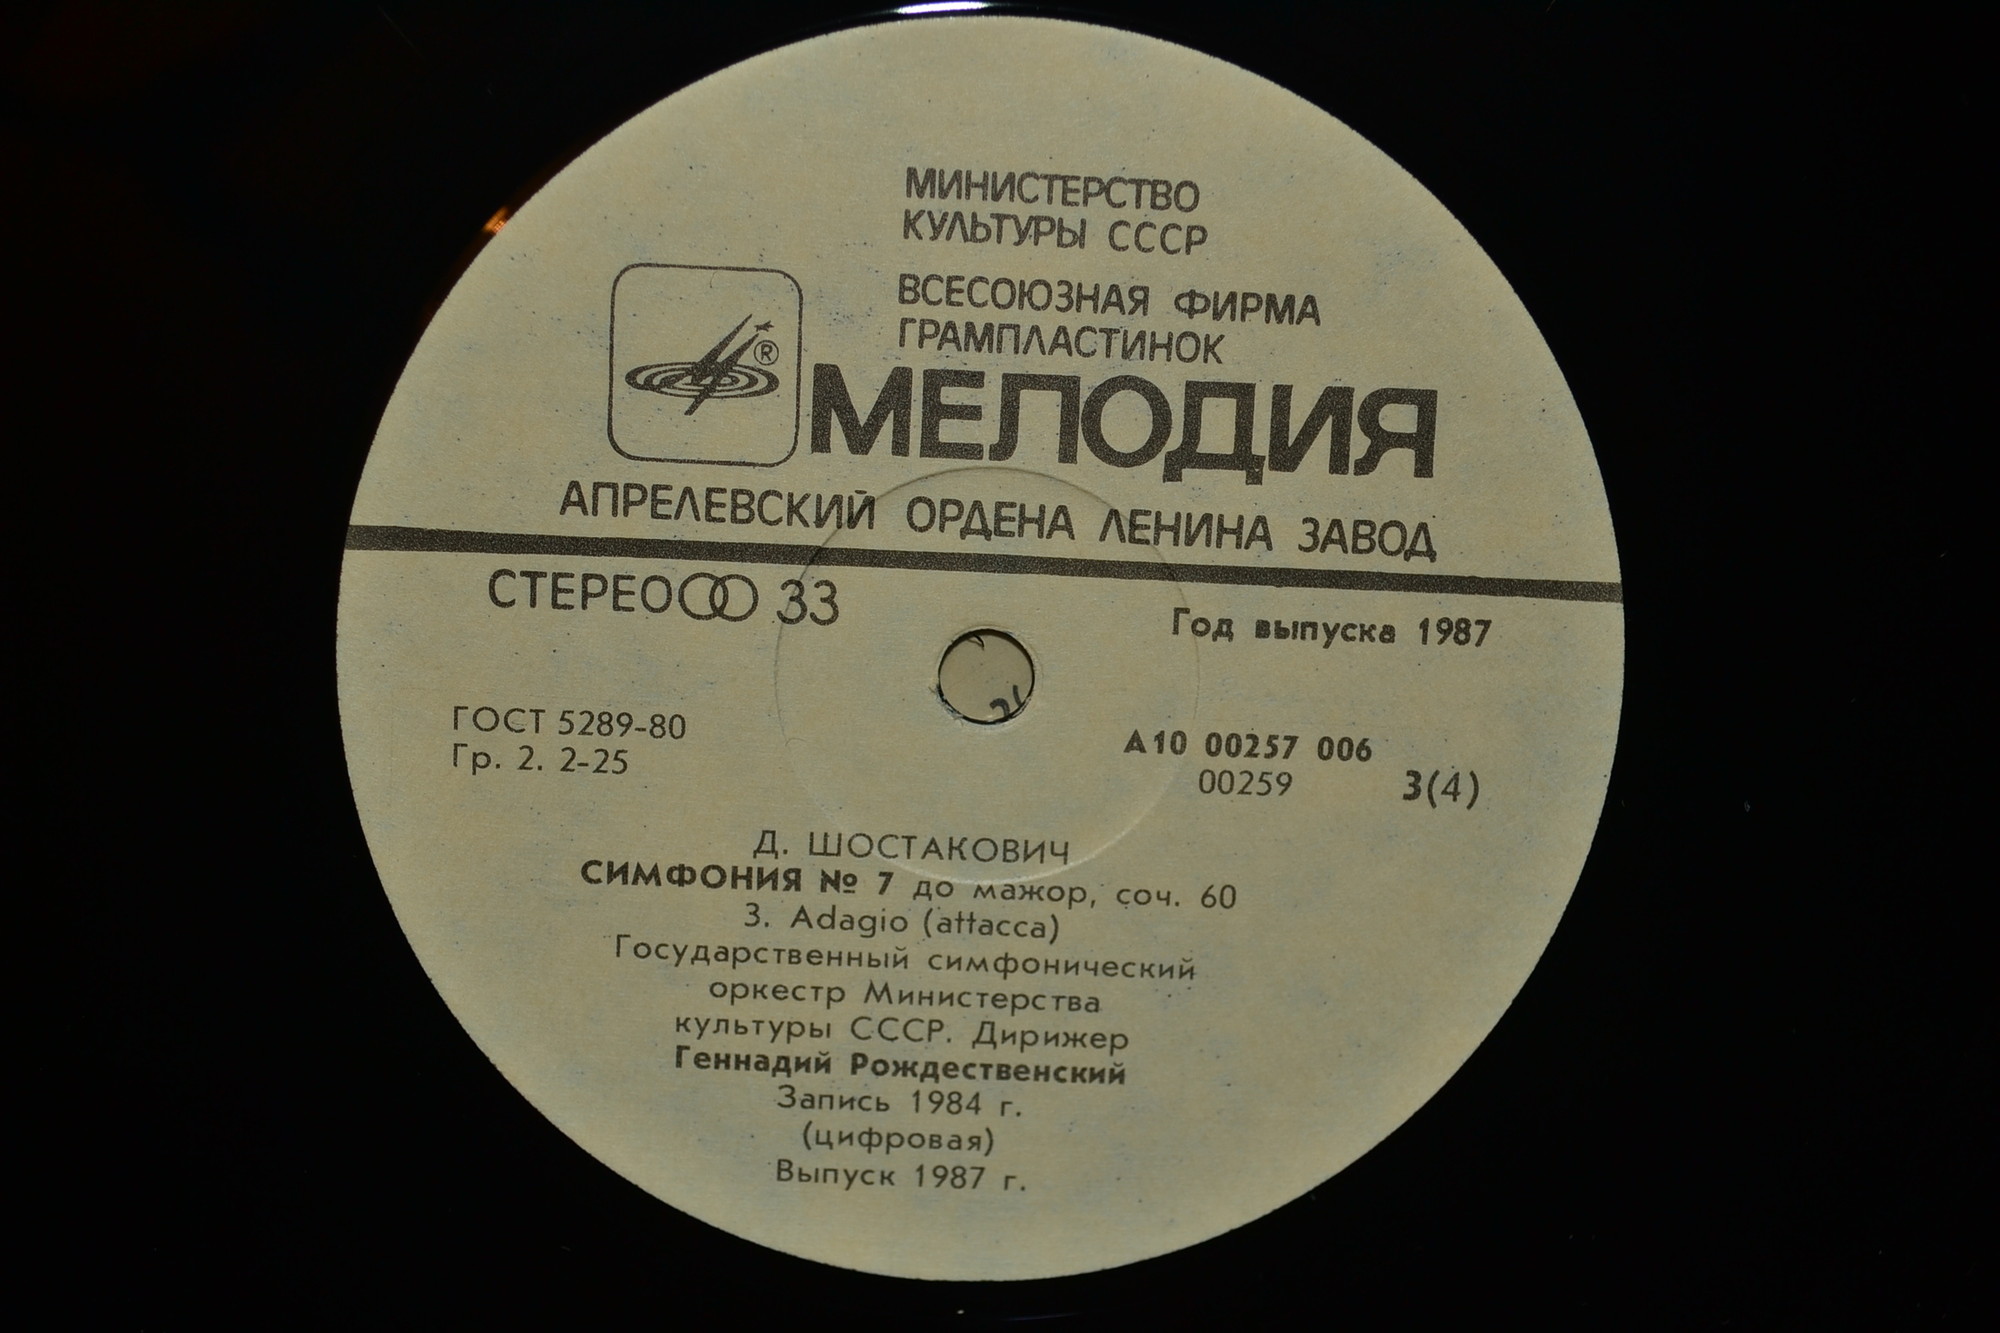 МИНИСТЕРСТВО
КУЛЬТУРЫ СССР
ВСЕСОЮЗНАЯ ФИРМА
ГРАМПЛАСТИНОК
®
МЕЛОДИЯ
АПРЕЛЕВСКИЙ ОРДЕНА ЛЕНИНА ЗАВОД
СТЕРЕО 33
Год выпуска 1987
ГОСТ 5289-80
Гр. 2. 2-25
А10 00257 006
00259 3(4)
Д. ШОСТАКОВИЧ
СИМФОНИЯ № 7 до мажор, соч. 60
3. Adagio (attacca)
Государственный симфонический
оркестр Министерства
культуры СССР. Дирижер
Геннадий Рождественский
Запись 1984 г.
(цифровая)
Выпуск 1987 г.